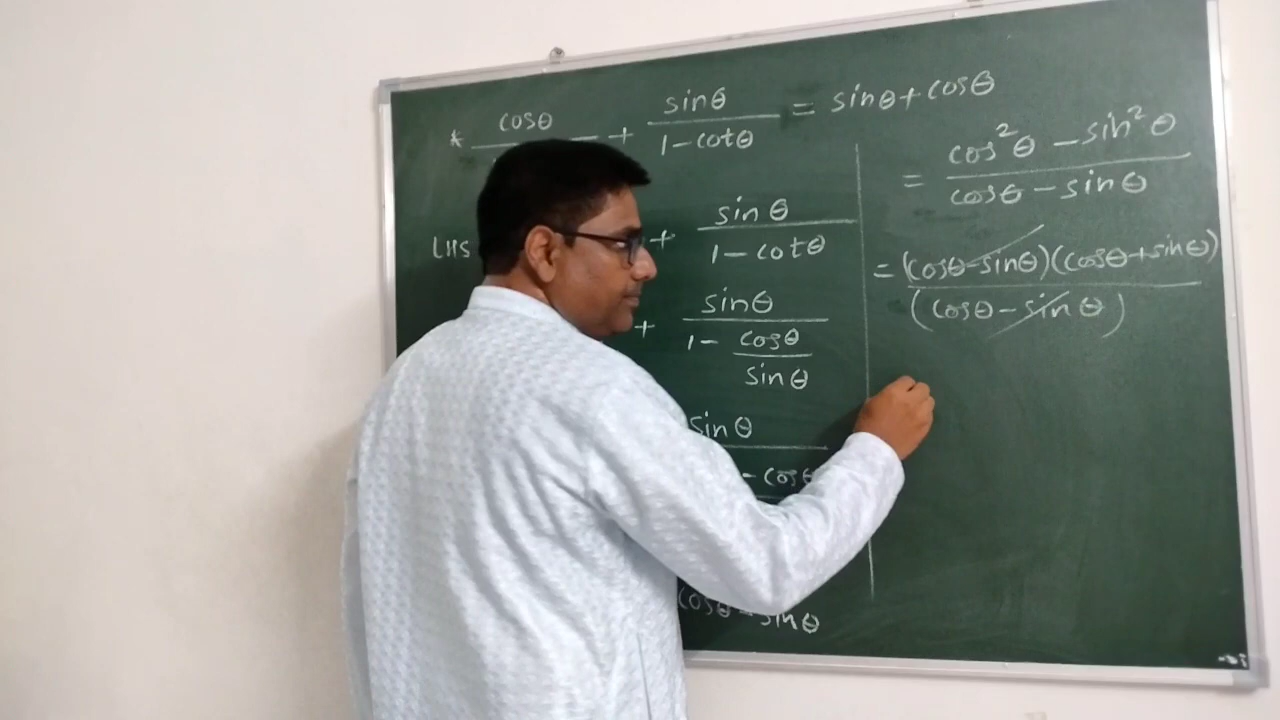 * cosθ / + sinθ / 1 - cotθ = sinθ + cosθ
LHS + sinθ / 1 - cotθ
+ sinθ / 1 - cosθ / sinθ
sinθ
- cosθ
cosθ - sinθ
= cos²θ - sin²θ / cosθ - sinθ
= (cosθ - sinθ)(cosθ + sinθ) / (cosθ - sinθ)